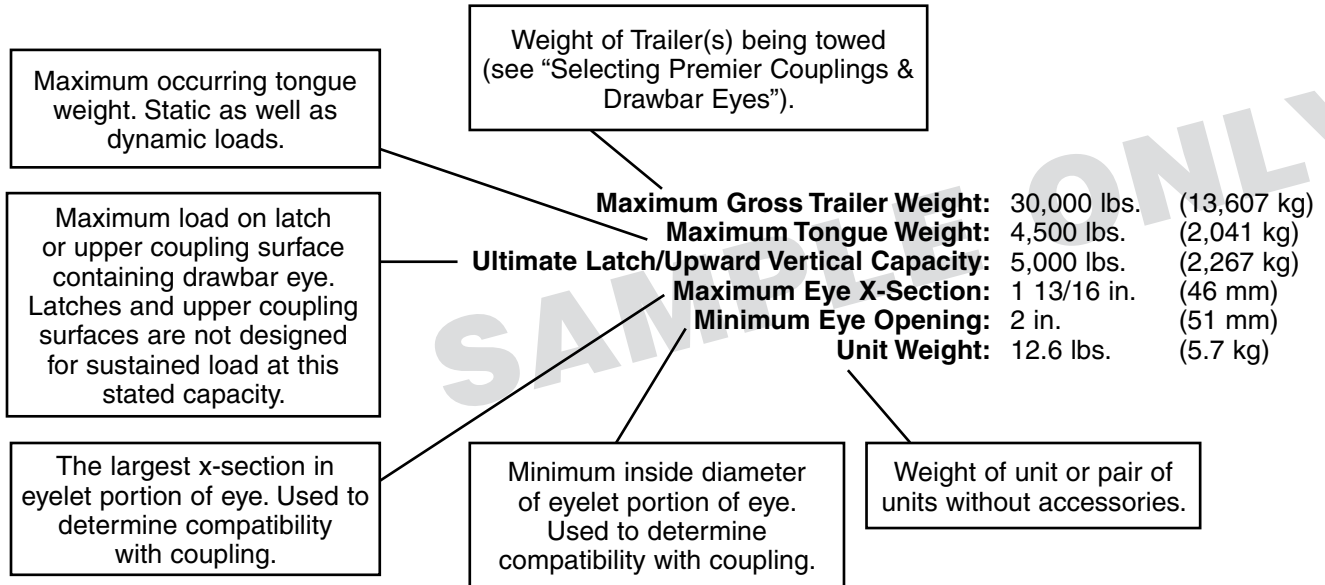 Weight of Trailer(s) being towed
(see “Selecting Premier Couplings &
Drawbar Eyes”).
Maximum occurring tongue
weight. Static as well as
dynamic loads.
Maximum load on latch
or upper coupling surface
containing drawbar eye.
Latches and upper coupling
surfaces are not designed
for sustained load at this
stated capacity.
Maximum Gross Trailer Weight: 30,000 lbs. (13,607 kg)
Maximum Tongue Weight: 4,500 lbs. (2,041 kg)
Ultimate Latch/Upward Vertical Capacity: 5,000 lbs. (2,267 kg)
Maximum Eye X-Section: 1 13/16 in. (46 mm)
Minimum Eye Opening: 2 in. (51 mm)
Unit Weight: 12.6 lbs. (5.7 kg)
SAMPLE ONLY
The largest x-section in
eyelet portion of eye. Used to
determine compatibility
with coupling.
Minimum inside diameter
of eyelet portion of eye.
Used to determine
compatibility with coupling.
Weight of unit or pair of
units without accessories.